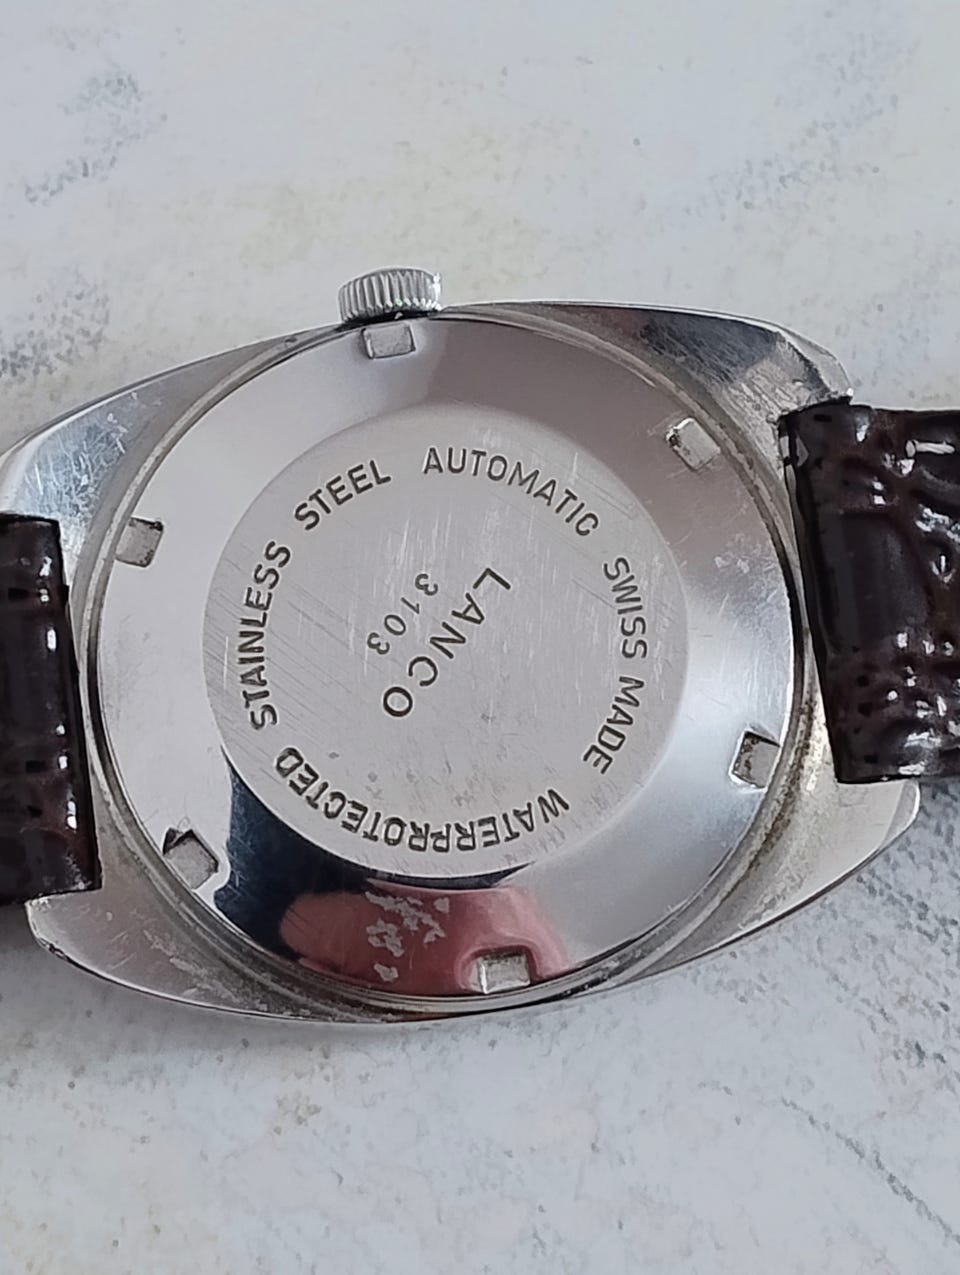 STAINLESS STEEL AUTOMATIC SWISS MADE WATERPROTECTED
LANCO
3103